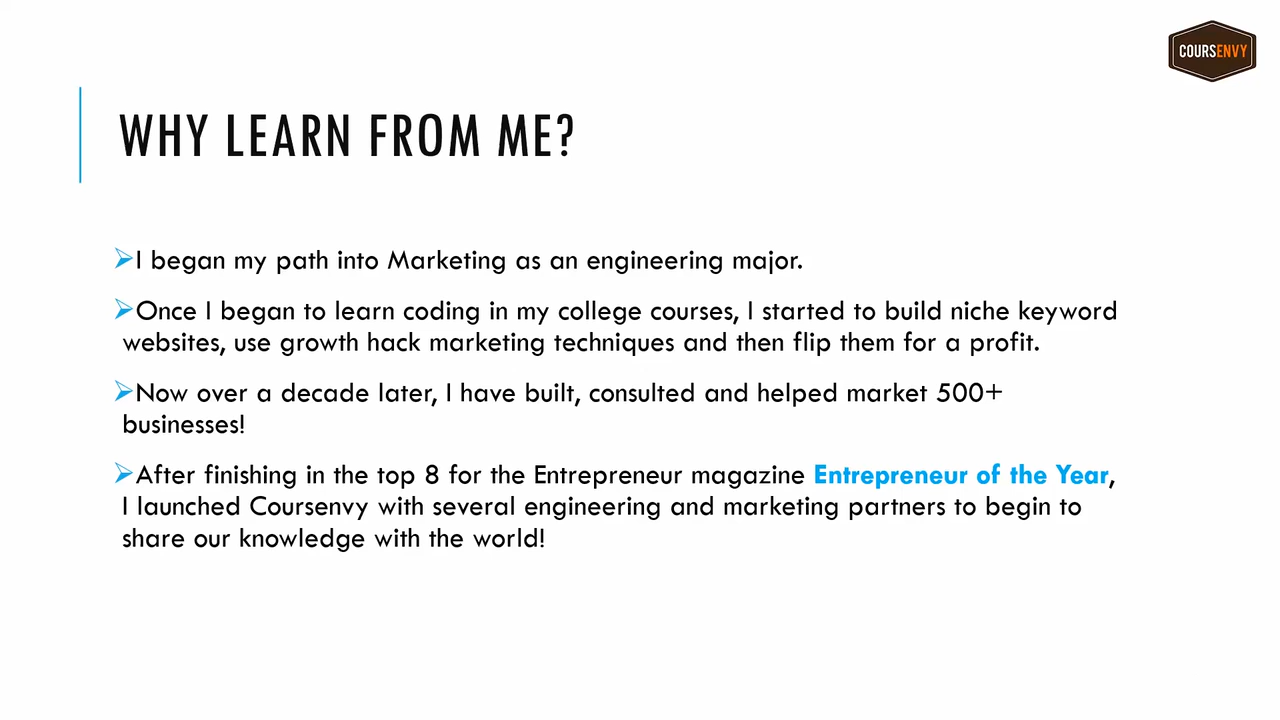 COURSENVY
WHY LEARN FROM ME?
➢I began my path into Marketing as an engineering major.
➢Once I began to learn coding in my college courses, I started to build niche keyword
websites, use growth hack marketing techniques and then flip them for a profit.
➢Now over a decade later, I have built, consulted and helped market 500+
businesses!
➢After finishing in the top 8 for the Entrepreneur magazine Entrepreneur of the Year,
I launched Coursenvy with several engineering and marketing partners to begin to
share our knowledge with the world!